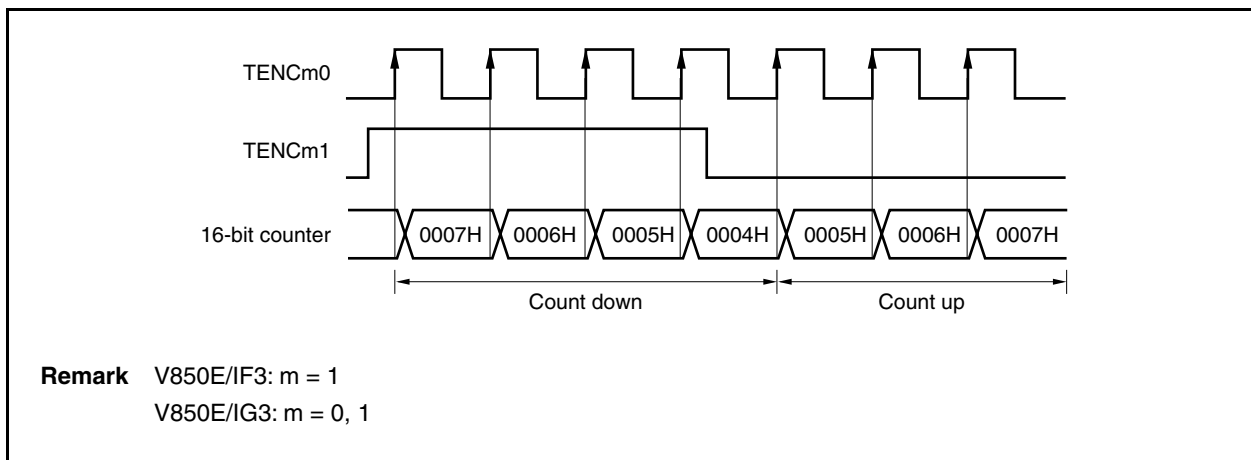 TENCm0
TENCm1
16-bit counter 0007H 0006H 0005H 0004H 0005H 0006H 0007H
Count down Count up
Remark V850E/IF3: m = 1
V850E/IG3: m = 0, 1